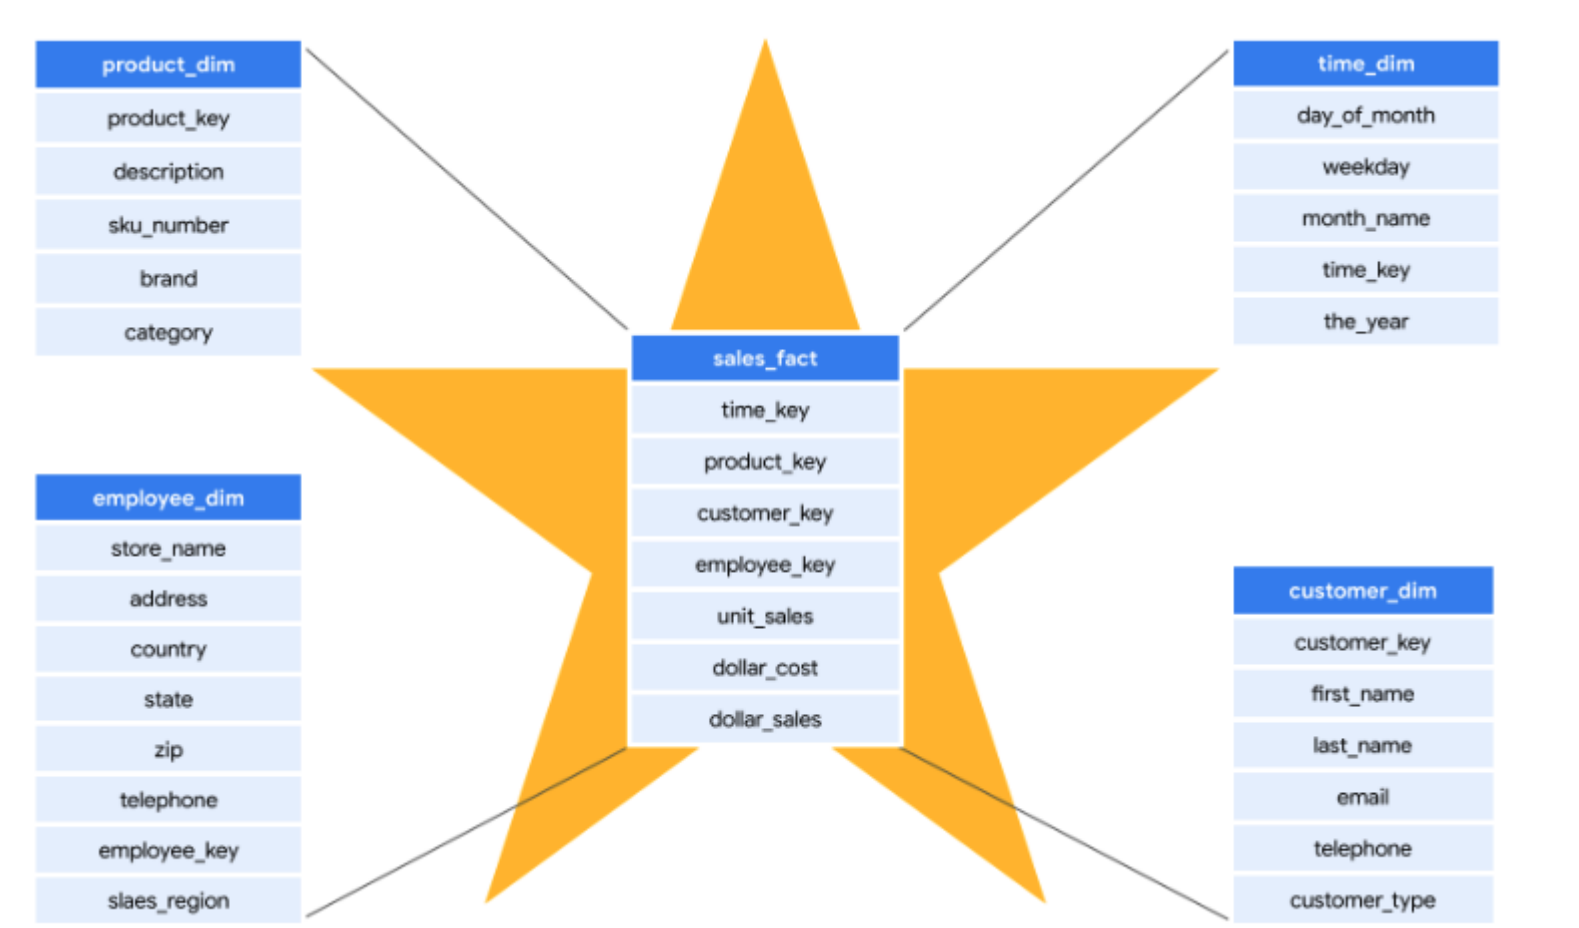 product_dim
product_key
description
sku_number
brand
category
time_dim
day_of_month
weekday
month_name
time_key
the_year
sales_fact
time_key
product_key
customer_key
employee_key
unit_sales
dollar_cost
dollar_sales
employee_dim
store_name
address
country
state
zip
telephone
employee_key
slaes_region
customer_dim
customer_key
first_name
last_name
email
telephone
customer_type